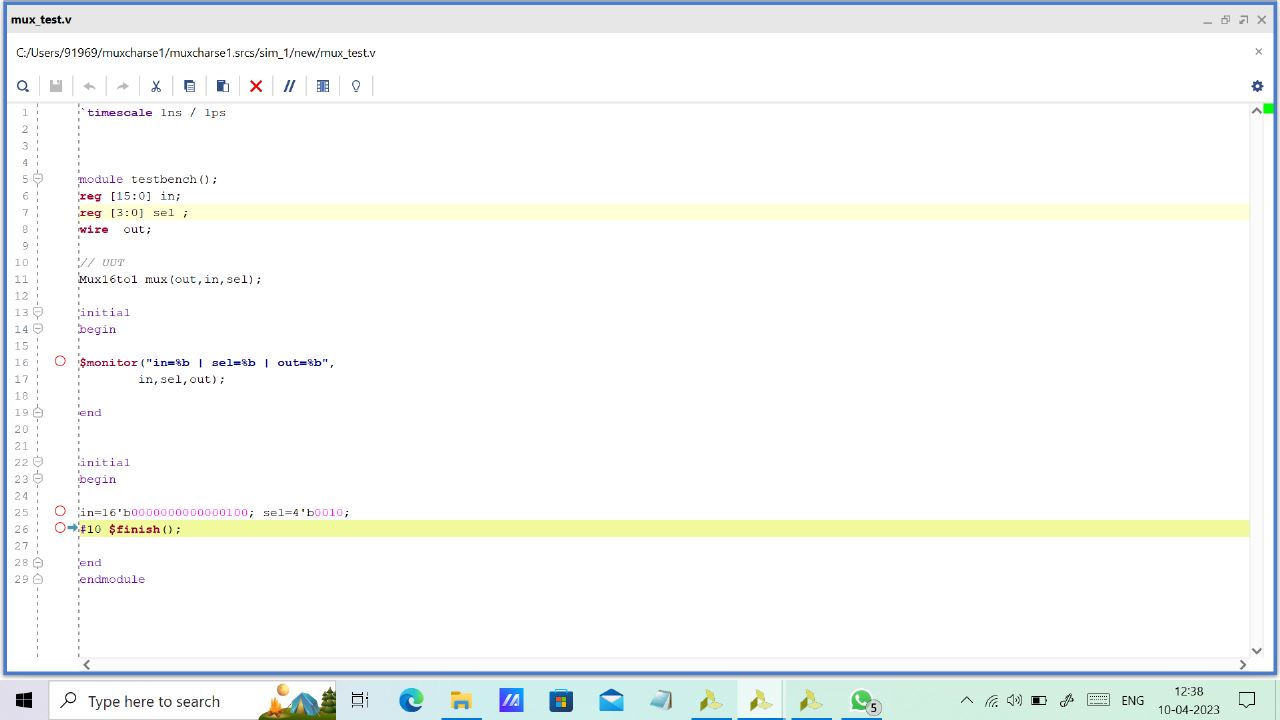 mux_test.v
C:/Users/91969/muxcharse1/muxcharse1.srcs/sim_1/new/mux_test.v
1 `timescale 1ns / 1ps
2
3
4
5 module testbench();
6 reg [15:0] in;
7 reg [3:0] sel ;
8 wire  out;
9
10 // UUT
11 Mux16to1 mux(out,in,sel);
12
13 initial
14 begin
15
16 $monitor("in=%b | sel=%b | out=%b",
17 in,sel,out);
18
19 end
20
21
22 initial
23 begin
24
25 in=16'b0000000000000100; sel=4'b0010;
26 #10 $finish();
27
28 end
29 endmodule
Type here to search
5
ENG
12:38
10-04-2023